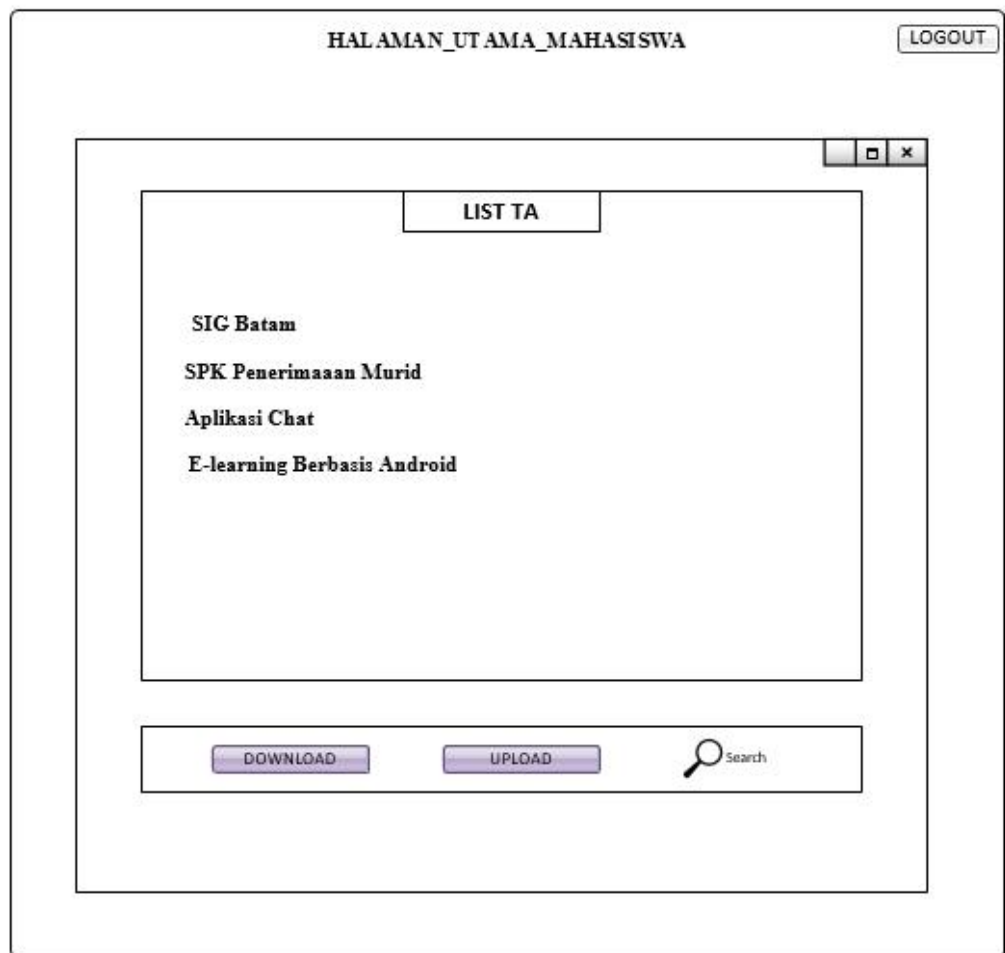 HALAMAN_UTAMA_MAHASISWA
LOGOUT
LIST TA
SIG Batam
SPK Penerimaaan Murid
Aplikasi Chat
E-learning Berbasis Android
DOWNLOAD
UPLOAD
Search